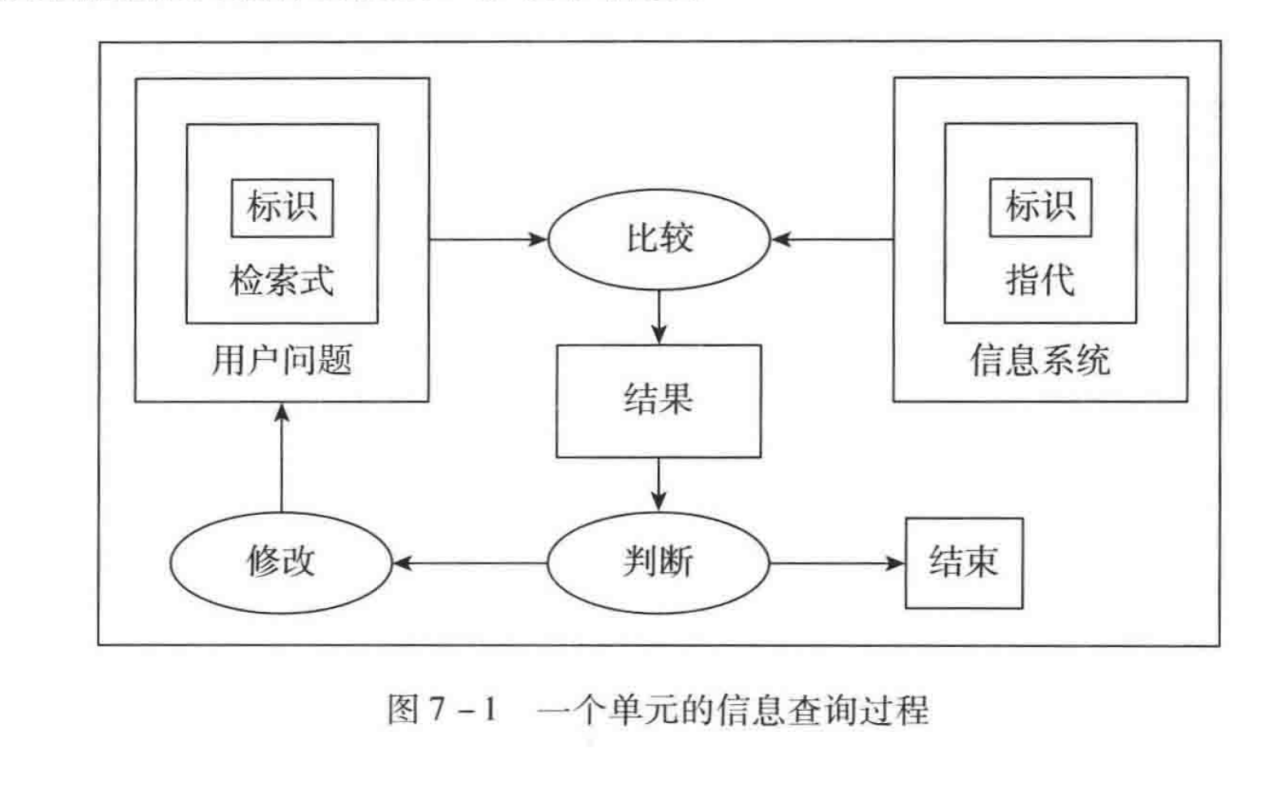 标识
检索式
用户问题
比较
标识
指代
信息系统
结果
修改
判断
结束
图 7-1 一个单元的信息查询过程